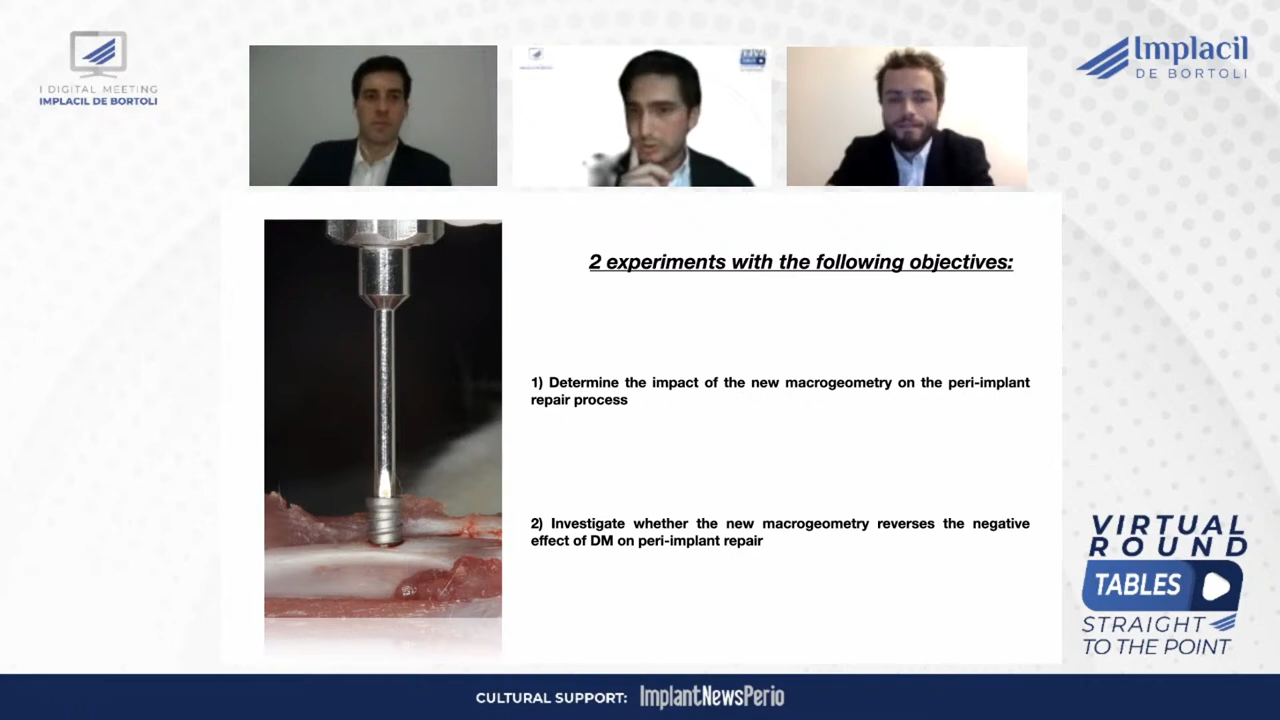 I DIGITAL MEETING
IMPLACIL DE BORTOLI
Implacil
DE BORTOLI
2 experiments with the following objectives:
1) Determine the impact of the new macrogeometry on the peri-implant
repair process
2) Investigate whether the new macrogeometry reverses the negative
effect of DM on peri-implant repair
VIRTUAL
ROUND
TABLES
STRAIGHT
TO THE POINT
CULTURAL SUPPORT: ImplantNewsPerio